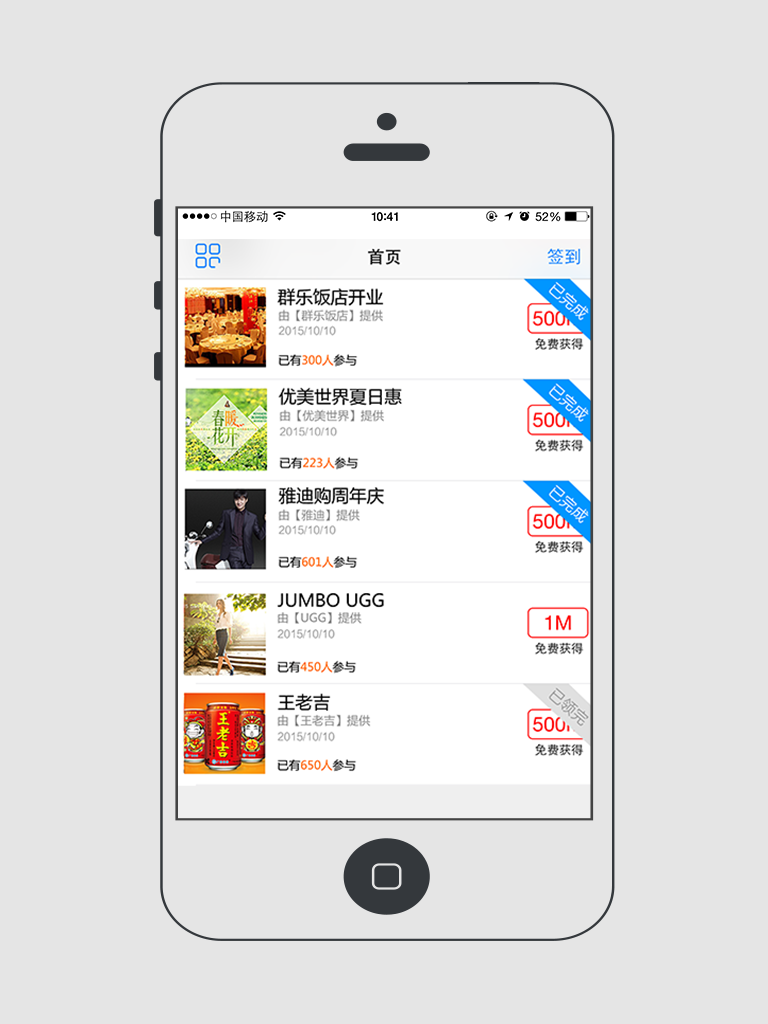 中国移动 10:41 52%
首页 签到
群乐饭店开业
由【群乐饭店】提供
2015/10/10
已有300人参与
已完成
500
免费获得
春暖花开
优美世界夏日惠
由【优美世界】提供
2015/10/10
已有223人参与
已完成
500
免费获得
雅迪购周年庆
由【雅迪】提供
2015/10/10
已有601人参与
已完成
500
免费获得
JUMBO UGG
由【UGG】提供
2015/10/10
已有450人参与
1M
免费获得
王老吉
王老吉
由【王老吉】提供
2015/10/10
已有650人参与
已领完
500
免费获得